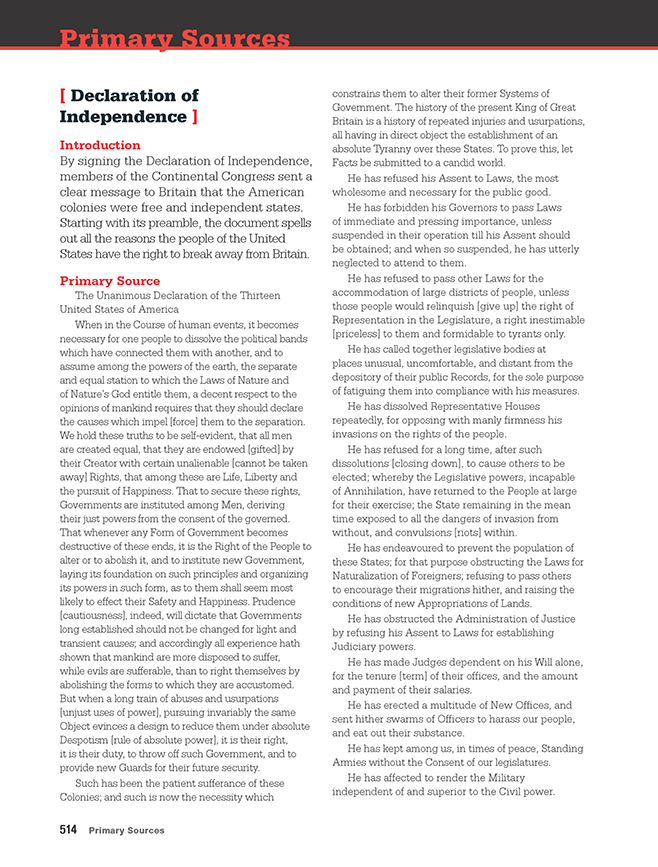 Primary Sources
[ Declaration of
Independence ]
Introduction
By signing the Declaration of Independence,
members of the Continental Congress sent a
clear message to Britain that the American
colonies were free and independent states.
Starting with its preamble, the document spells
out all the reasons the people of the United
States have the right to break away from Britain.
Primary Source
The Unanimous Declaration of the Thirteen
United States of America
When in the Course of human events, it becomes
necessary for one people to dissolve the political bands
which have connected them with another, and to
assume among the powers of the earth, the separate
and equal station to which the Laws of Nature and
of Nature's God entitle them, a decent respect to the
opinions of mankind requires that they should declare
the causes which impel [force] them to the separation.
We hold these truths to be self-evident, that all men
are created equal, that they are endowed [gifted] by
their Creator with certain unalienable [cannot be taken
away] Rights, that among these are Life, Liberty and
the pursuit of Happiness. That to secure these rights,
Governments are instituted among Men, deriving
their just powers from the consent of the governed.
That whenever any Form of Government becomes
destructive of these ends, it is the Right of the People to
alter or to abolish it, and to institute new Government,
laying its foundation on such principles and organizing
its powers in such form, as to them shall seem most
likely to effect their Safety and Happiness. Prudence
[cautiousness], indeed, will dictate that Governments
long established should not be changed for light and
transient causes; and accordingly all experience hath
shown that mankind are more disposed to suffer,
while evils are sufferable, than to right themselves by
abolishing the forms to which they are accustomed.
But when a long train of abuses and usurpations
[unjust uses of power], pursuing invariably the same
Object evinces a design to reduce them under absolute
Despotism [rule of absolute power], it is their right,
it is their duty, to throw off such Government, and to
provide new Guards for their future security.
Such has been the patient sufferance of these
Colonies; and such is now the necessity which
constrains them to alter their former Systems of
Government. The history of the present King of Great
Britain is a history of repeated injuries and usurpations,
all having in direct object the establishment of an
absolute Tyranny over these States. To prove this, let
Facts be submitted to a candid world.
He has refused his Assent to Laws, the most
wholesome and necessary for the public good.
He has forbidden his Governors to pass Laws
of immediate and pressing importance, unless
suspended in their operation till his Assent should
be obtained; and when so suspended, he has utterly
neglected to attend to them.
He has refused to pass other Laws for the
accommodation of large districts of people, unless
those people would relinquish [give up] the right of
Representation in the Legislature, a right inestimable
[priceless] to them and formidable to tyrants only.
He has called together legislative bodies at
places unusual, uncomfortable, and distant from the
depository of their public Records, for the sole purpose
of fatiguing them into compliance with his measures.
He has dissolved Representative Houses
repeatedly, for opposing with manly firmness his
invasions on the rights of the people.
He has refused for a long time, after such
dissolutions [closing down], to cause others to be
elected; whereby the Legislative powers, incapable
of Annihilation, have returned to the People at large
for their exercise; the State remaining in the mean
time exposed to all the dangers of invasion from
without, and convulsions [riots] within.
He has endeavoured to prevent the population of
these States; for that purpose obstructing the Laws for
Naturalization of Foreigners; refusing to pass others
to encourage their migrations hither, and raising the
conditions of new Appropriations of Lands.
He has obstructed the Administration of Justice
by refusing his Assent to Laws for establishing
Judiciary powers.
He has made Judges dependent on his Will alone,
for the tenure [term] of their offices, and the amount
and payment of their salaries.
He has erected a multitude of New Offices, and
sent hither swarms of Officers to harass our people,
and eat out their substance.
He has kept among us, in times of peace, Standing
Armies without the Consent of our legislatures.
He has affected to render the Military
independent of and superior to the Civil power.
514 Primary Sources